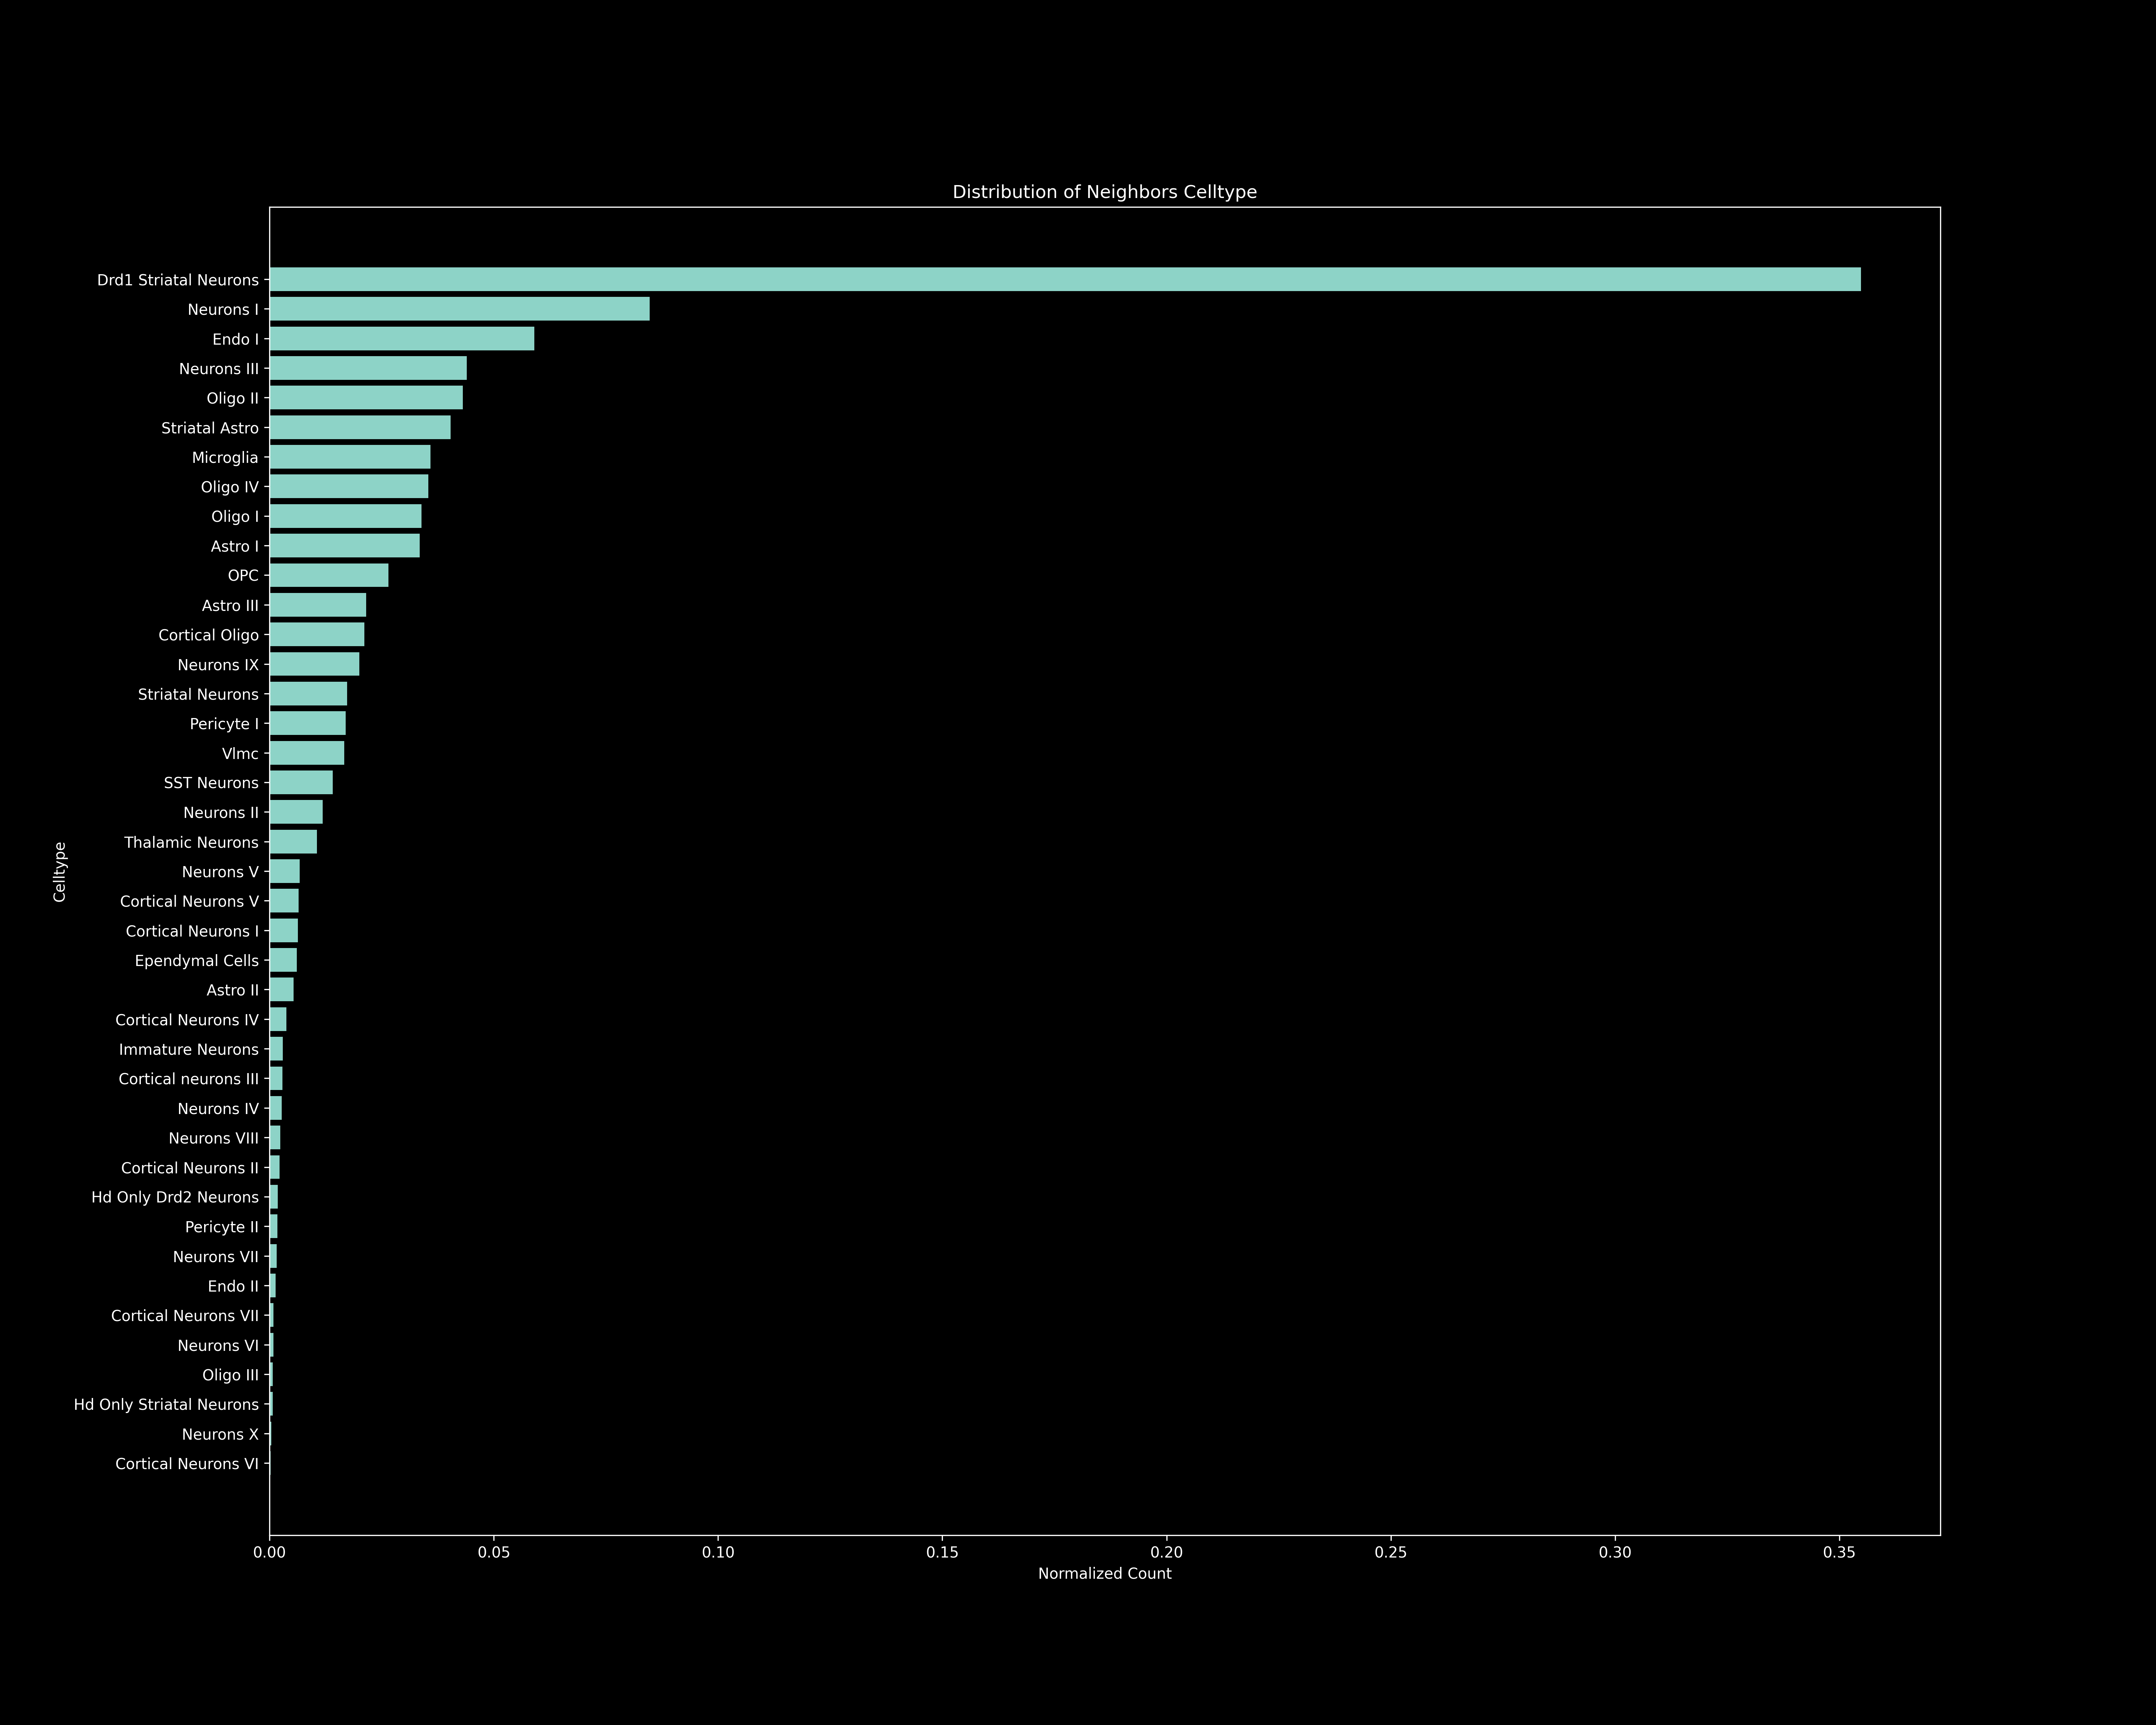 Distribution of Neighbors Celltype
Drd1 Striatal Neurons
Neurons I
Endo I
Neurons III
Oligo II
Striatal Astro
Microglia
Oligo IV
Oligo I
Astro I
OPC
Astro III
Cortical Oligo
Neurons IX
Striatal Neurons
Pericyte I
Vlmc
SST Neurons
Neurons II
Thalamic Neurons
Neurons V
Cortical Neurons V
Cortical Neurons I
Ependymal Cells
Astro II
Cortical Neurons IV
Immature Neurons
Cortical neurons III
Neurons IV
Neurons VIII
Cortical Neurons II
Hd Only Drd2 Neurons
Pericyte II
Neurons VII
Endo II
Cortical Neurons VII
Neurons VI
Oligo III
Hd Only Striatal Neurons
Neurons X
Cortical Neurons VI
Celltype
0.00 0.05 0.10 0.15 0.20 0.25 0.30 0.35
Normalized Count